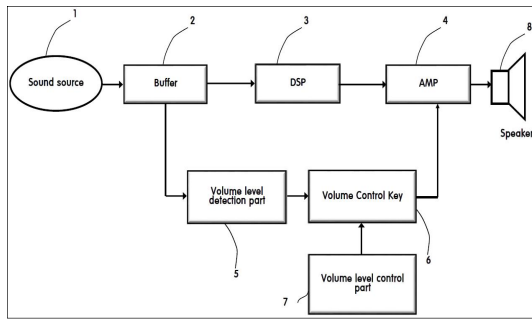 1
2
3
4
8
Sound source
Buffer
DSP
AMP
Speaker
Volume level
detection part
Volume Control Key
5
6
Volume level control
part
7